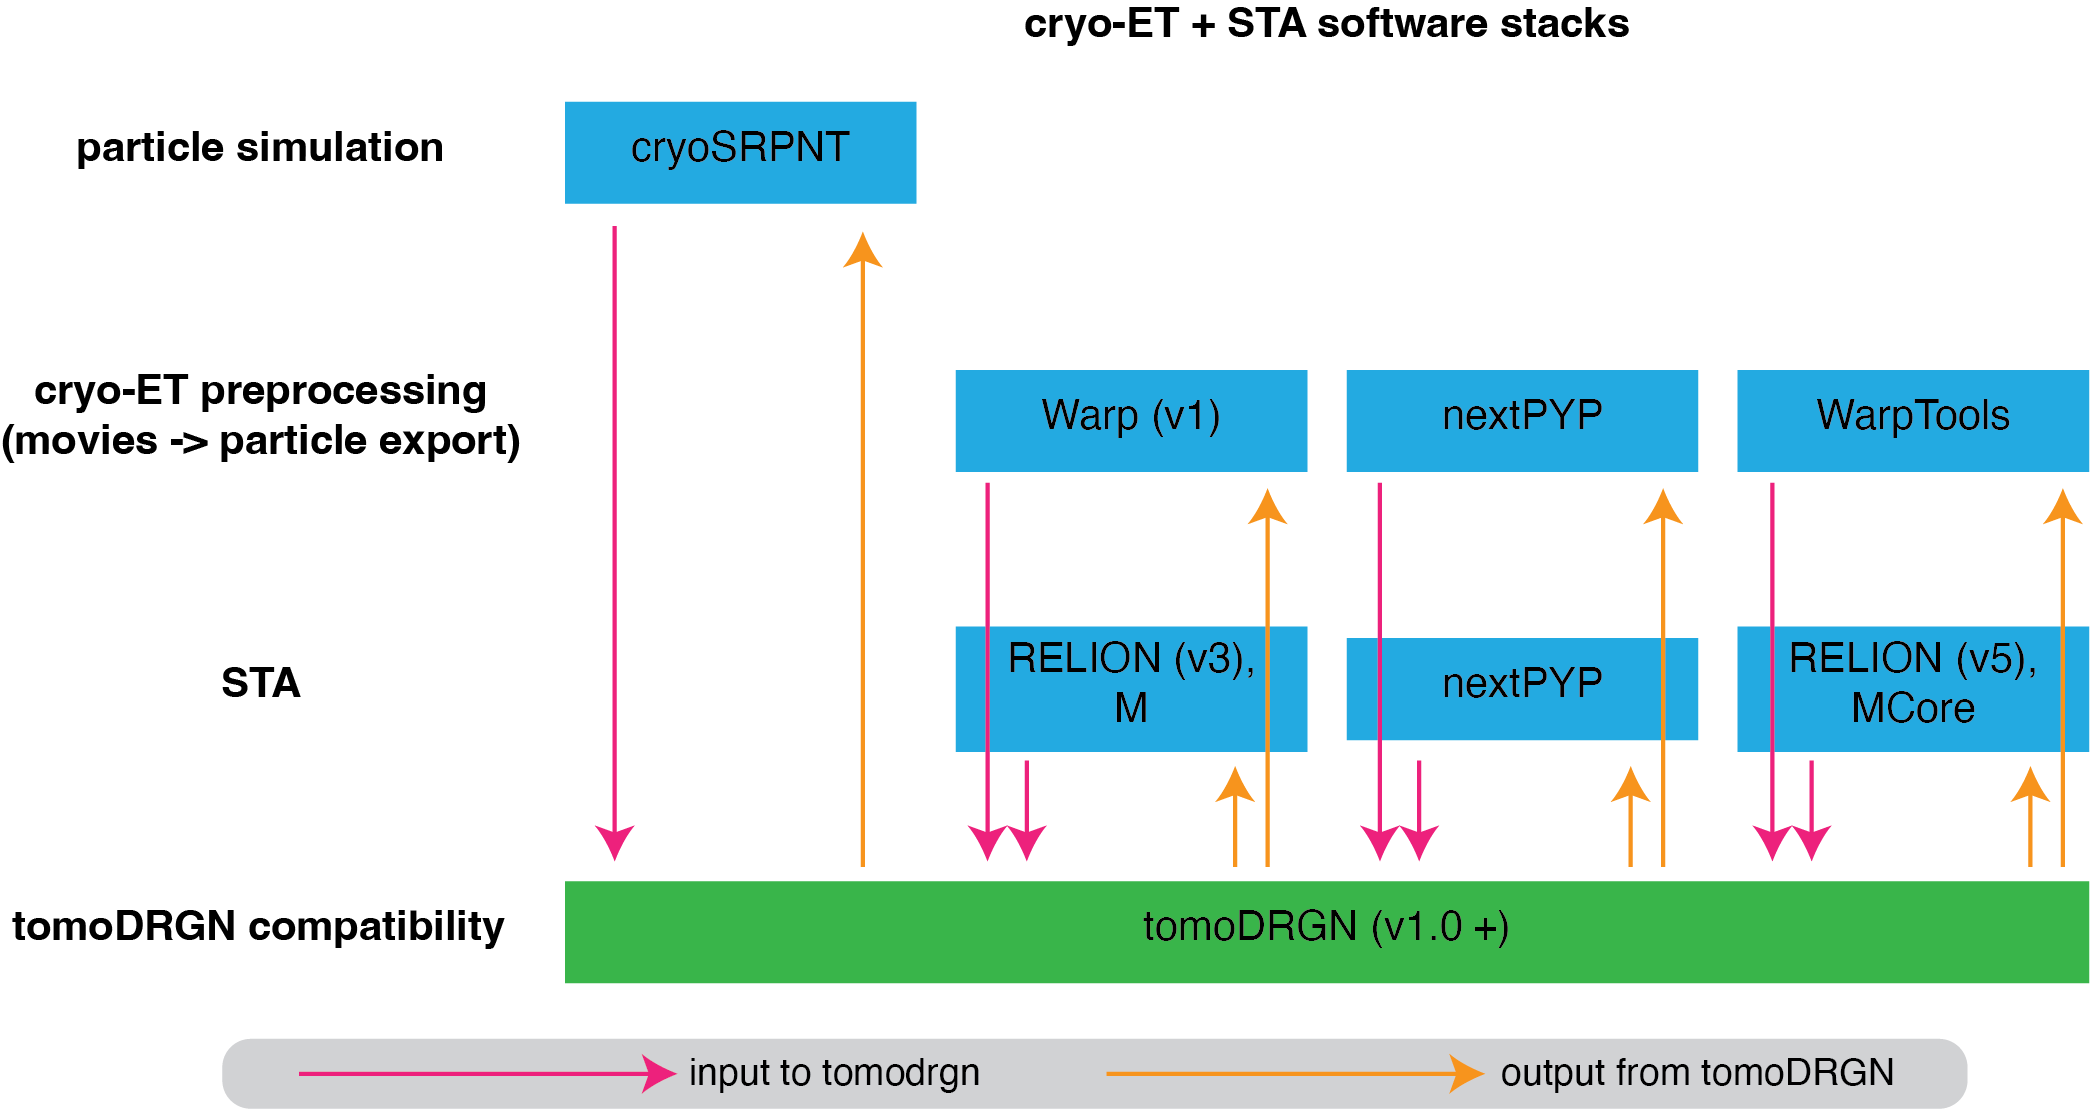 cryo-ET + STA software stacks
particle simulation
cryoSRPNT
cryo-ET preprocessing
(movies -> particle export)
Warp (v1)
nextPYP
WarpTools
STA
RELION (v3),
M
nextPYP
RELION (v5),
MCore
tomoDRGN compatibility
tomoDRGN (v1.0 +)
input to tomodrgn
output from tomoDRGN